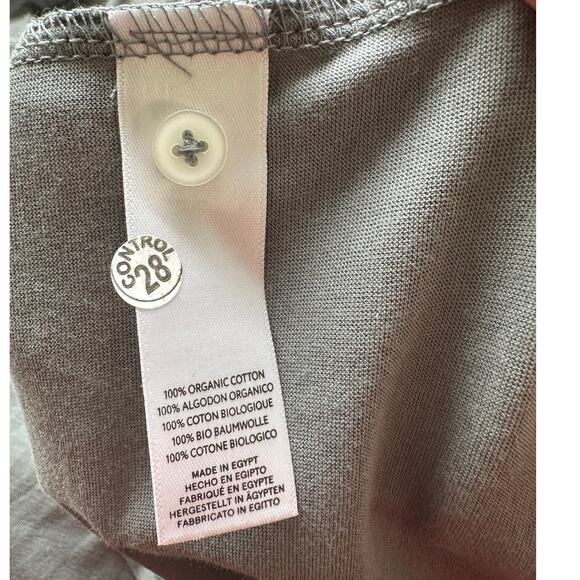 CONTROL
28
100% ORGANIC COTTON
100% ALGODON ORGANICO
100% COTON BIOLOGIQUE
100% BIO BAUMWOLLE
100% COTONE BIOLOGICO
MADE IN EGYPT
HECHO EN EGIPTO
FABRIQUÉ EN EGYPTE
HERGESTELLT IN ÄGYPTEN
FABBRICATO IN EGITTO